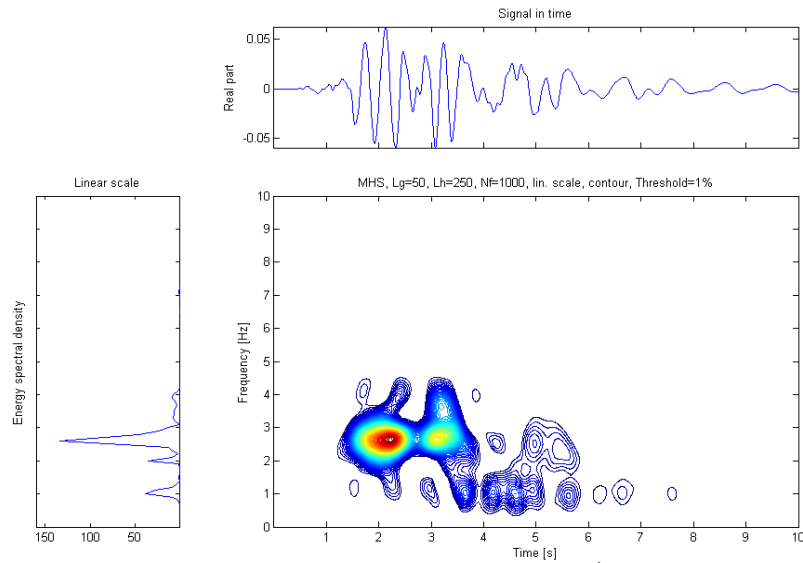 Signal in time
Real part
0.05
0
-0.05
Linear scale
Energy spectral density
150 100 50
MHS, Lg=50, Lh=250, Nf=1000, lin. scale, contour, Threshold=1%
Frequency [Hz]
10
9
8
7
6
5
4
3
2
1
0
1 2 3 4 5 6 7 8 9 10
Time [s]